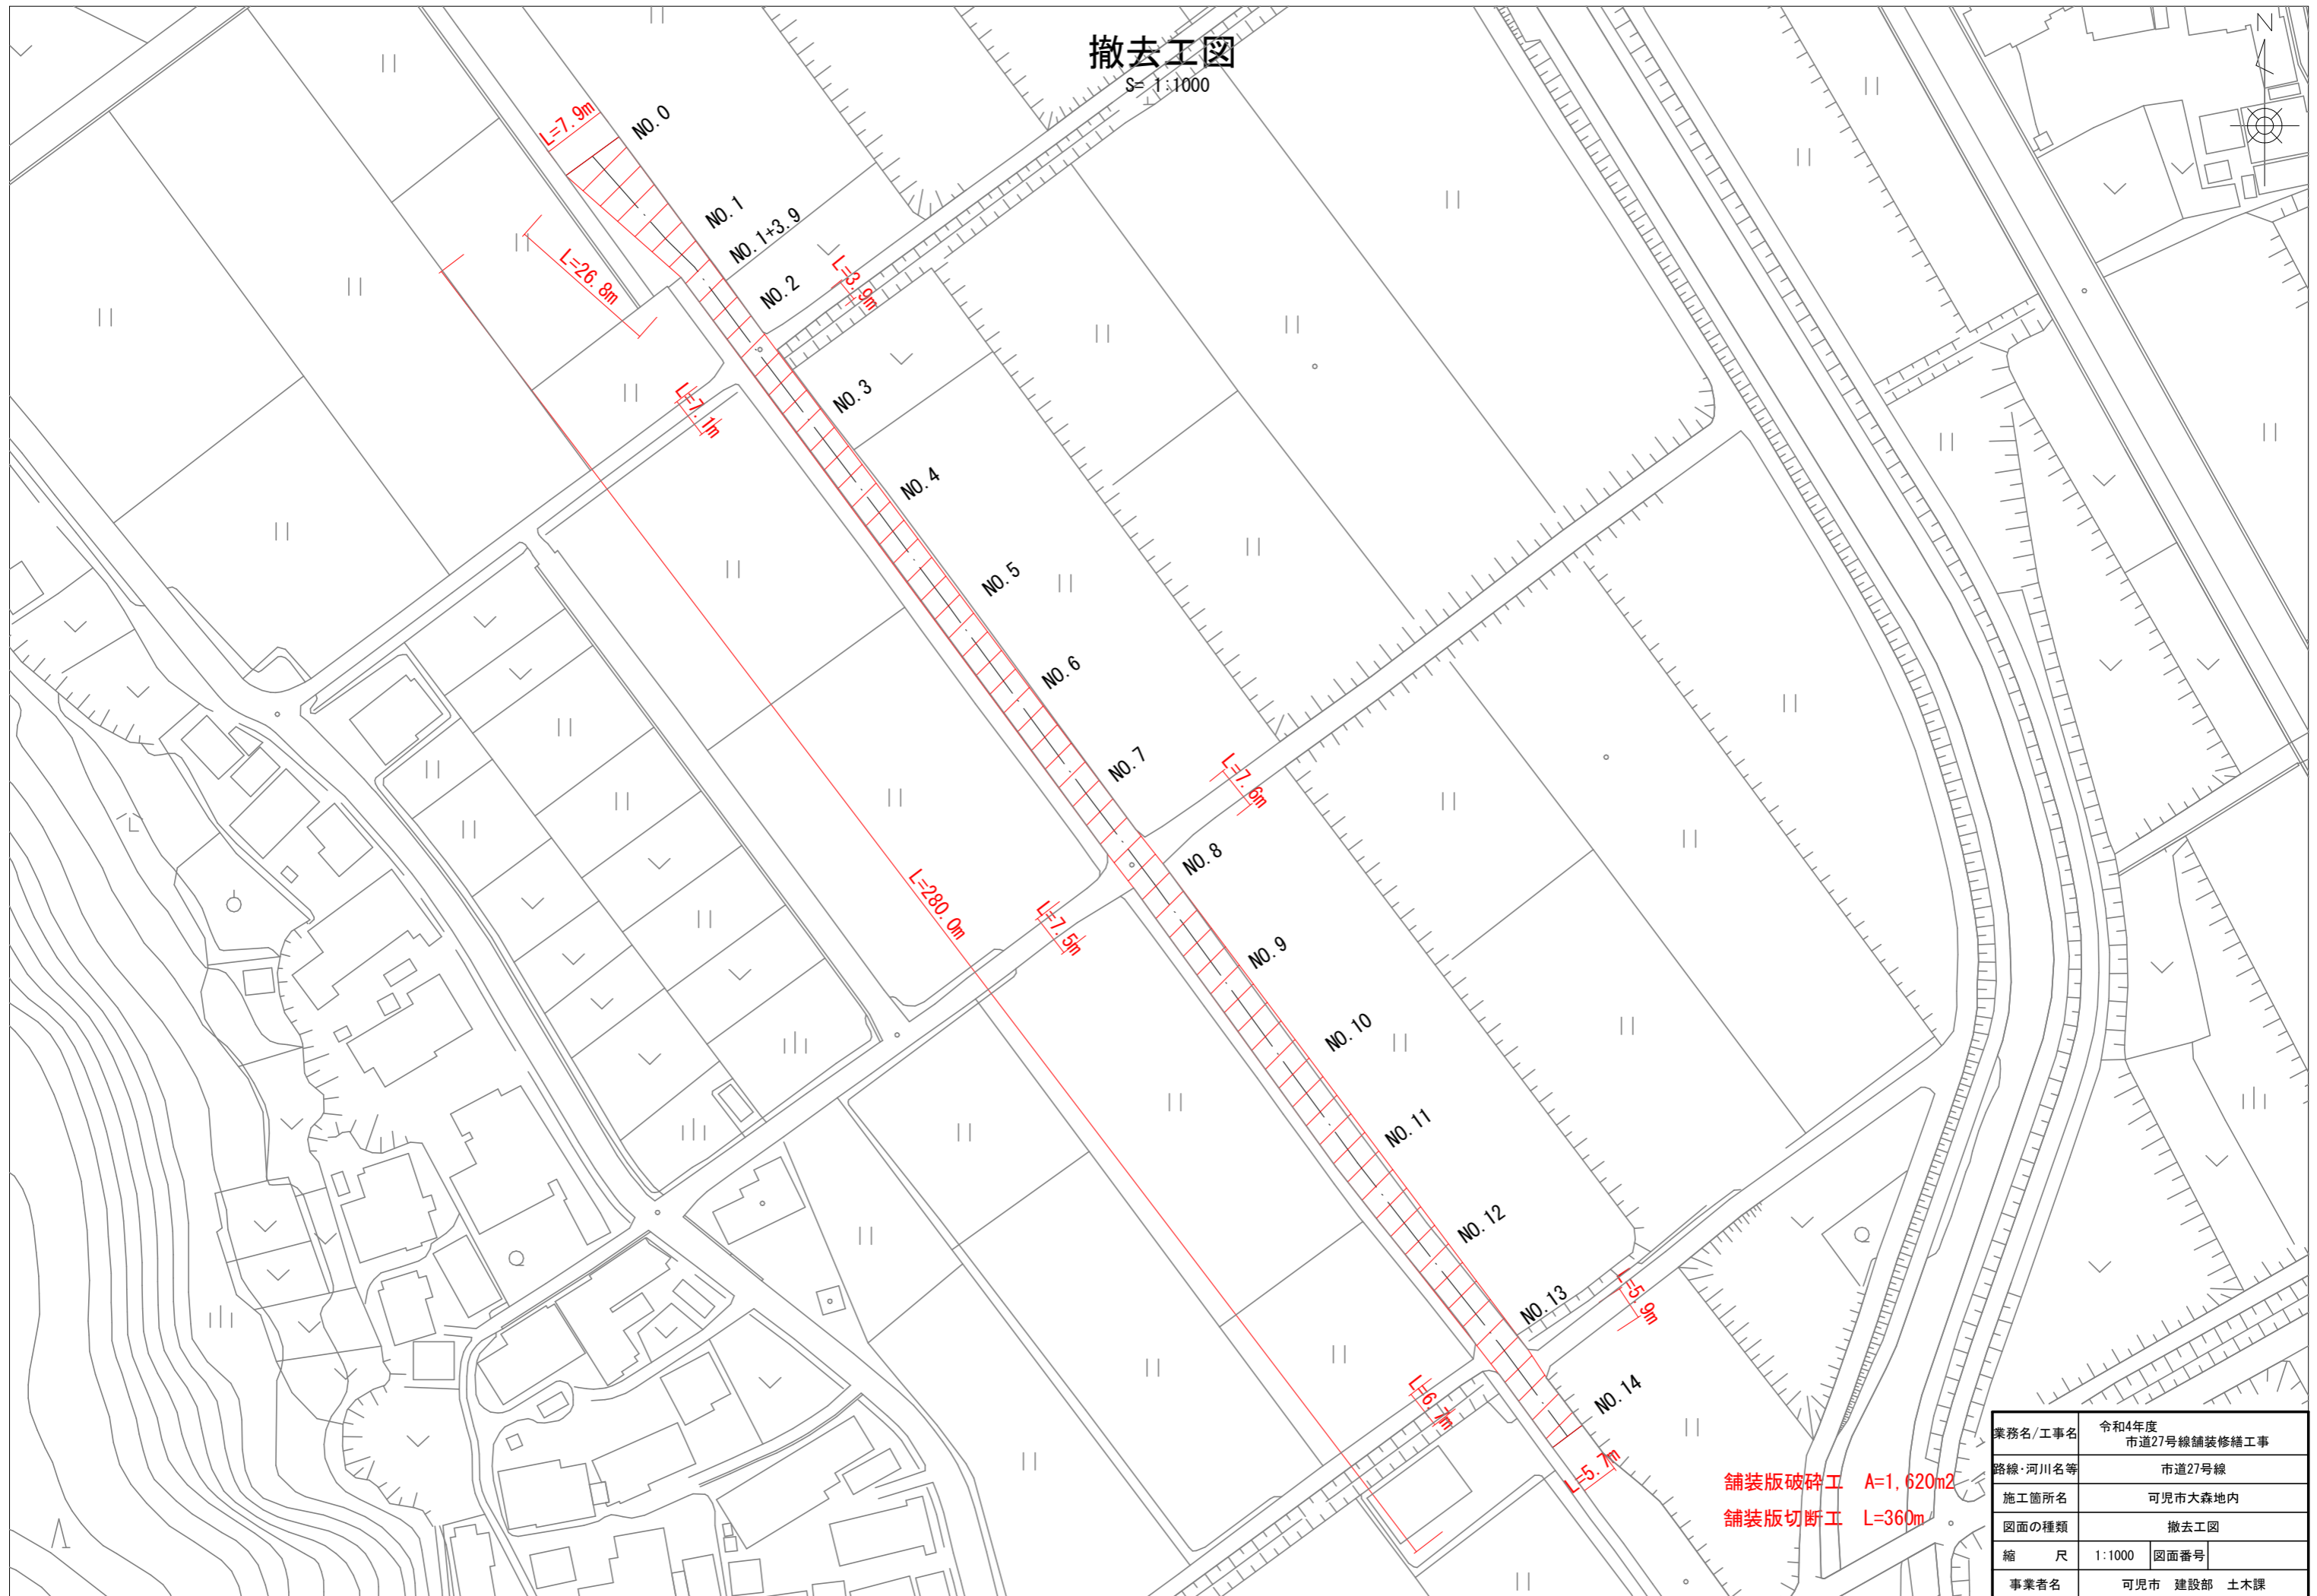 撤去工図
S= 1:1000
N
L=7.9m
NO.0
NO.1
NO.1+3.9
L=26.8m
NO.2
L=3.9m
L=7.1m
NO.3
NO.4
NO.5
NO.6
NO.7
L=7.6m
NO.8
L=280.0m
L=7.5m
NO.9
NO.10
NO.11
NO.12
NO.13
L=5.9m
L=6.7m
NO.14
L=5.7m
舗装版破砕工 A=1,620m2
舗装版切断工 L=360m
業務名/工事名 令和4年度
市道27号線舗装修繕工事
路線・河川名等 市道27号線
施工箇所名 可児市大森地内
図面の種類 撤去工図
縮 尺 1:1000 図面番号
事業者名 可児市 建設部 土木課